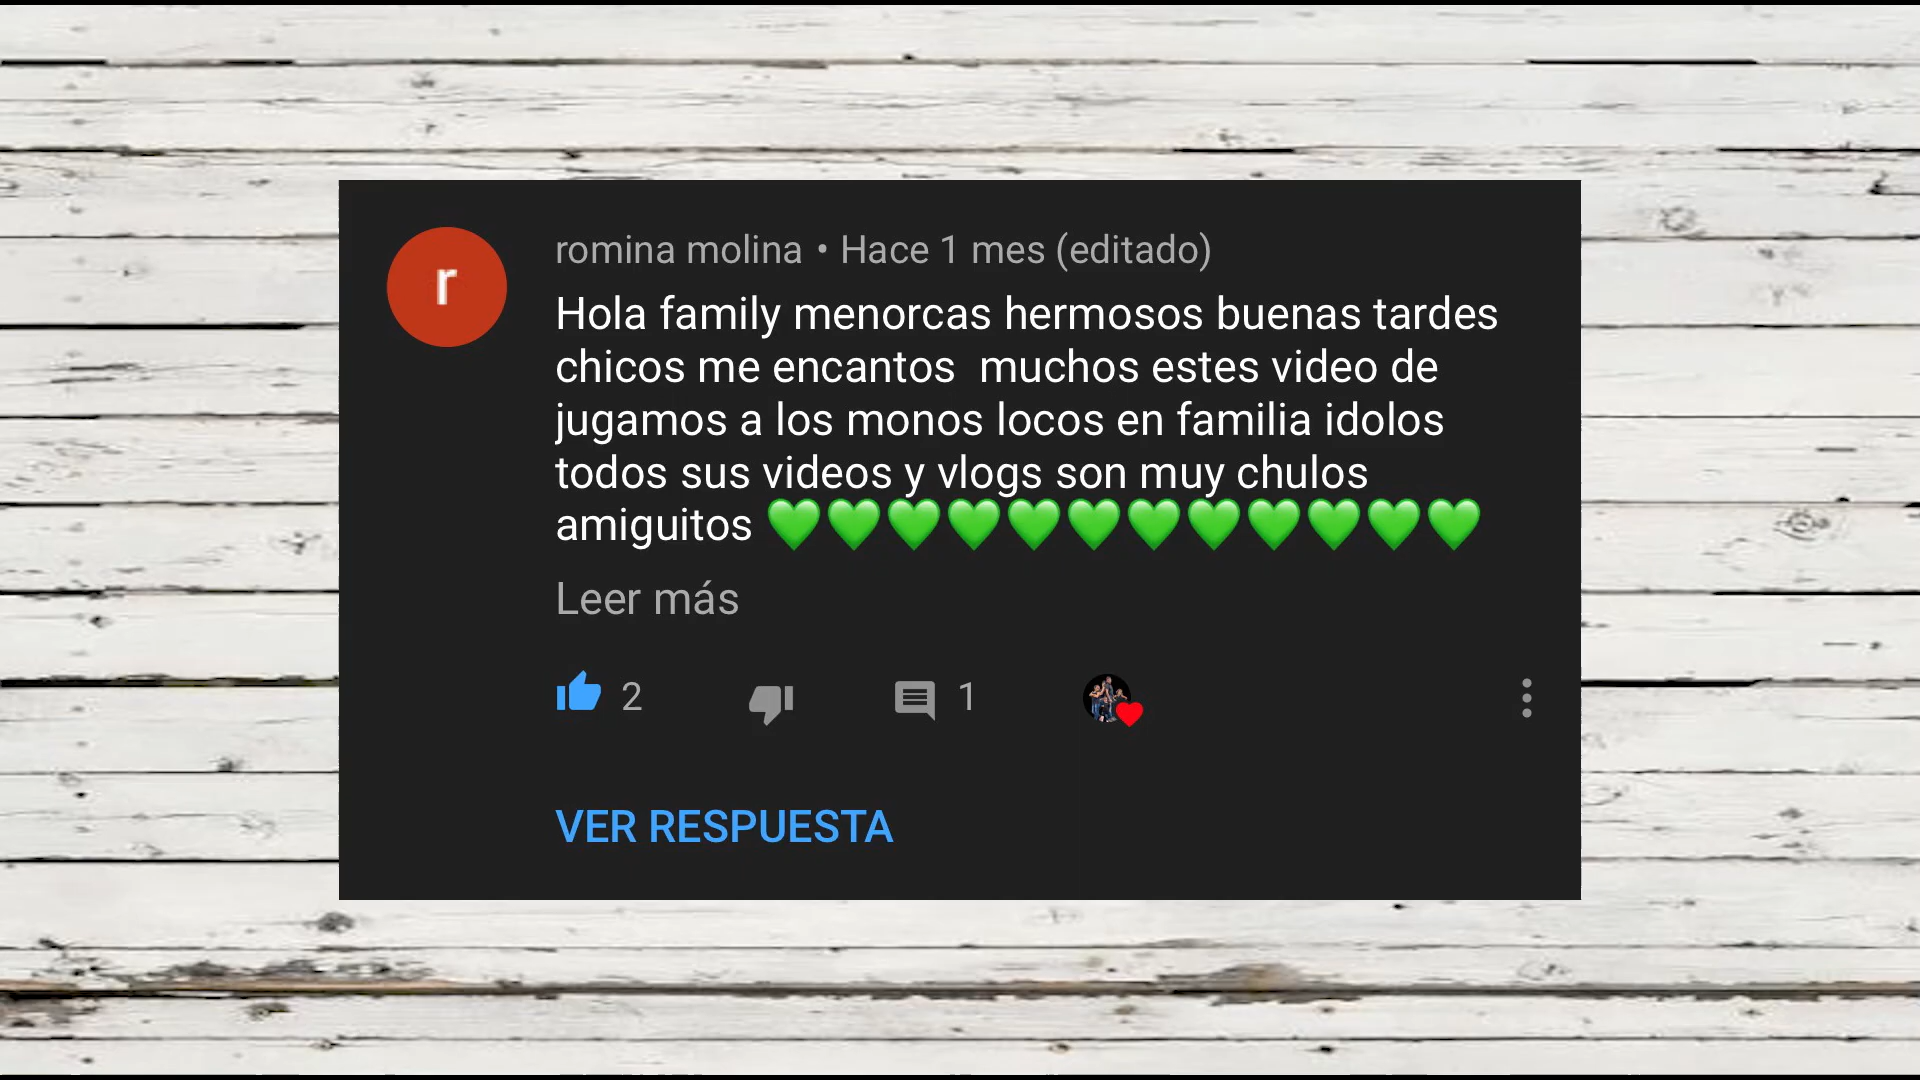 r
romina molina • Hace 1 mes (editado)
Hola family menorcas hermosos buenas tardes
chicos me encantos  muchos estes video de
jugamos a los monos locos en familia idolos
todos sus videos y vlogs son muy chulos
amiguitos 💚💚💚💚💚💚💚💚💚💚💚💚
Leer más
2 1
VER RESPUESTA